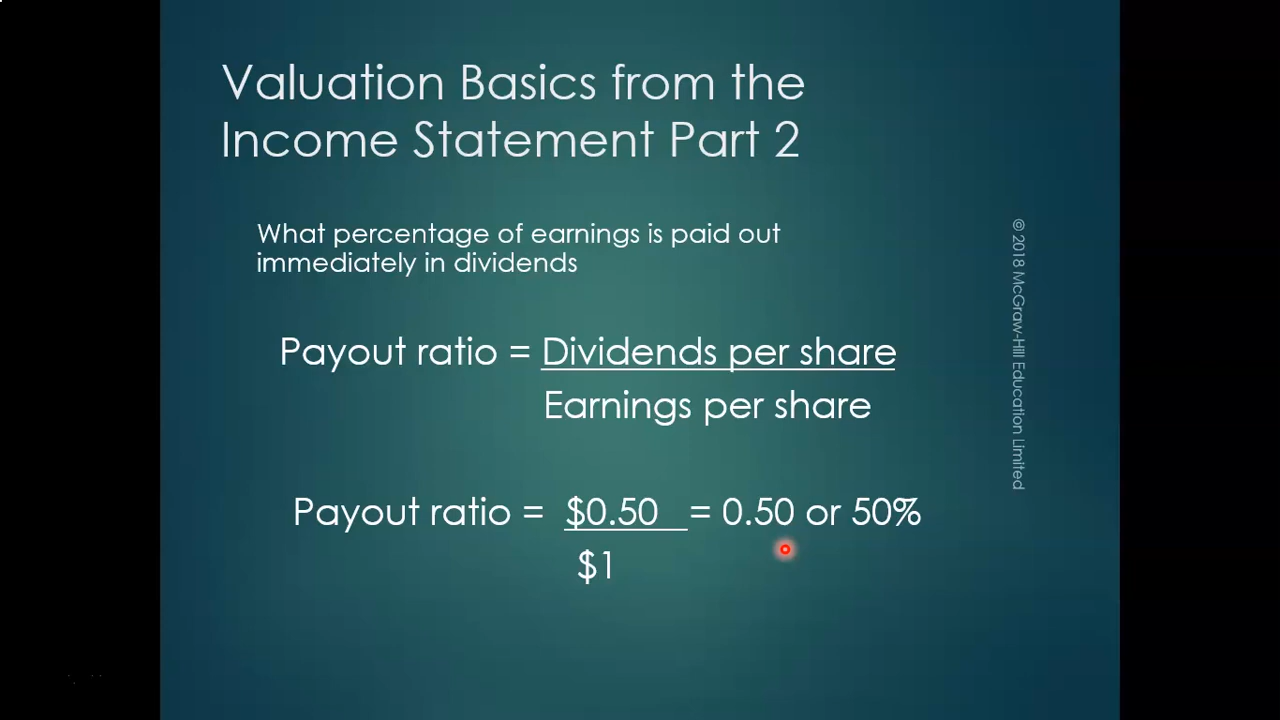 Valuation Basics from the
Income Statement Part 2
What percentage of earnings is paid out
immediately in dividends
Payout ratio = Dividends per share
Earnings per share
Payout ratio = $0.50 = 0.50 or 50%
$1
© 2018 McGraw-Hill Education Limited